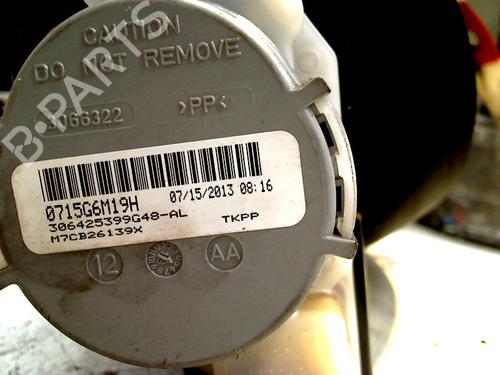 CAUTION
DO NOT REMOVE
3066322 >PP<
B-PARTS
0715G6M19H 07/15/2013 08:16
306425399G48-AL TKPP
M7CB26139X
12 AA